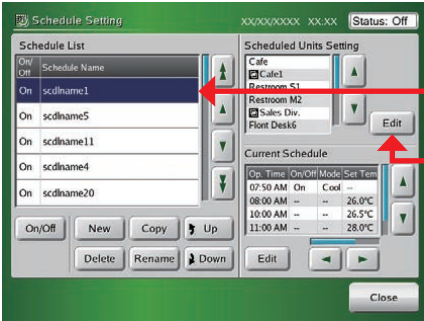 Schedule Setting
XX/XX/XXXX XX:XX
Status: Off
Schedule List
On/Off Schedule Name
On scdlname1
On scdlname5
On scdlname11
On scdlname4
On scdlname20
On/Off New Copy Up
Delete Rename Down
Scheduled Units Setting
Cafe
Cafe1
Restroom S1
Restroom M2
Sales Div.
Flont Desk6
Edit
Current Schedule
Op. Time On/Off Mode Set Tem
07:50 AM On Cool --
08:00 AM -- -- 26.0°C
10:00 AM -- -- 26.5°C
11:00 AM -- -- 28.0°C
Edit
Close